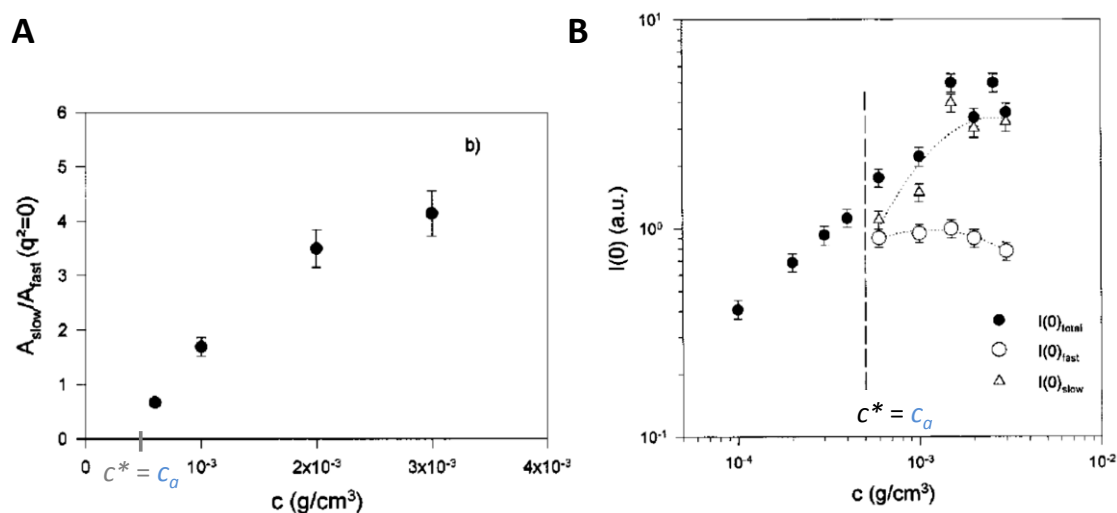 A
b)
6
5
4
3
2
1
0
A_slow/A_fast (q²=0)
0
10⁻³
2x10⁻³
3x10⁻³
4x10⁻³
c* = cₐ
c (g/cm³)
B
10¹
10⁰
10⁻¹
I(0) (a.u.)
I(0)_total
I(0)_fast
I(0)_slow
c* = cₐ
10⁻⁴
10⁻³
10⁻²
c (g/cm³)